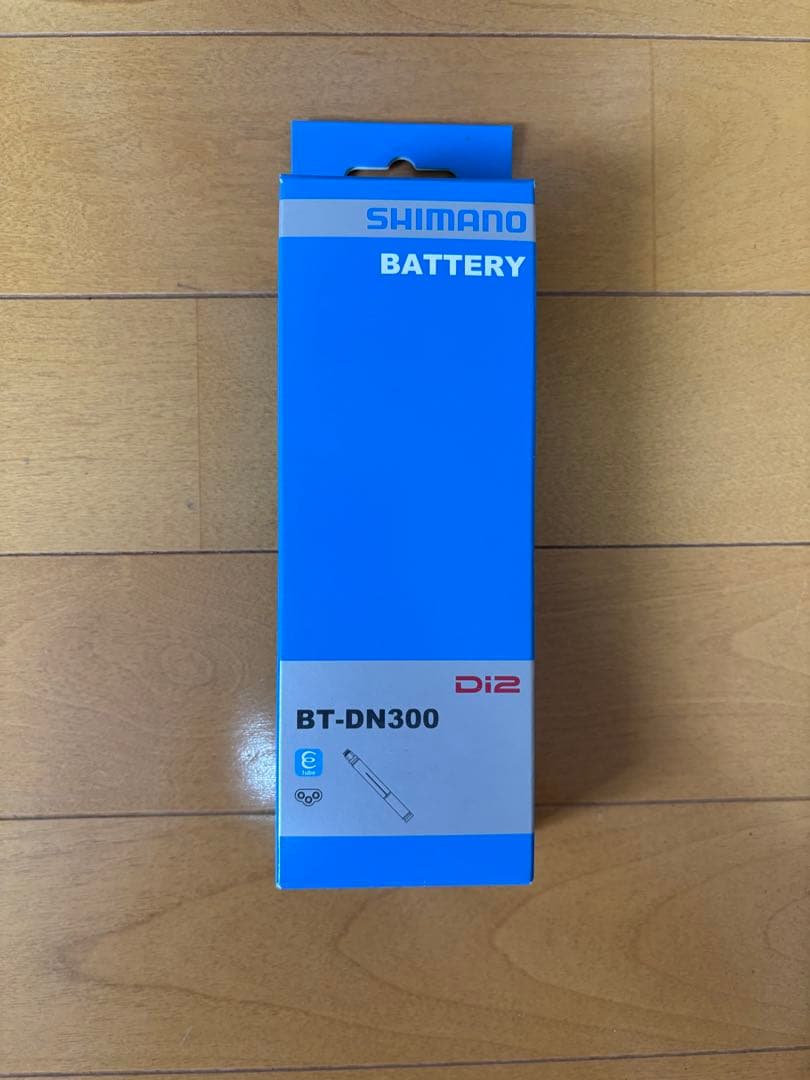 SHIMANO
BATTERY
Di2
BT-DN300
tube